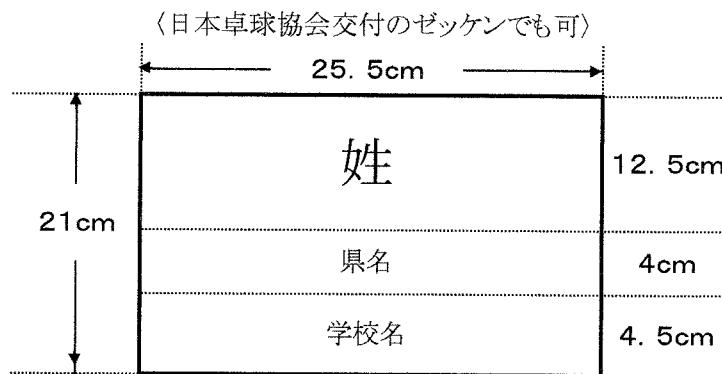 〈日本卓球協会交付のゼッケンでも可〉
25．5cm
姓
12．5cm
21cm
県名
4cm
学校名
4．5cm